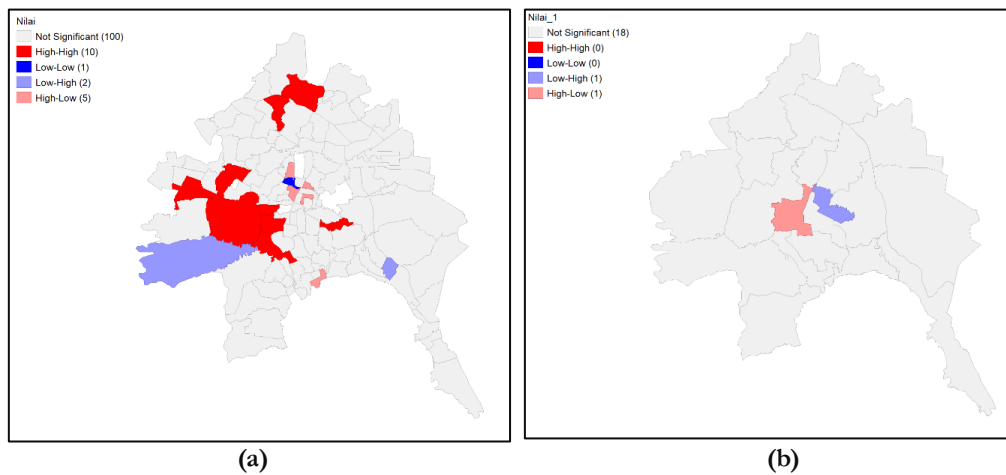 Nilai
Not Significant (100)
High-High (10)
Low-Low (1)
Low-High (2)
High-Low (5)
Nilai_1
Not Significant (18)
High-High (0)
Low-Low (0)
Low-High (1)
High-Low (1)
(a)
(b)